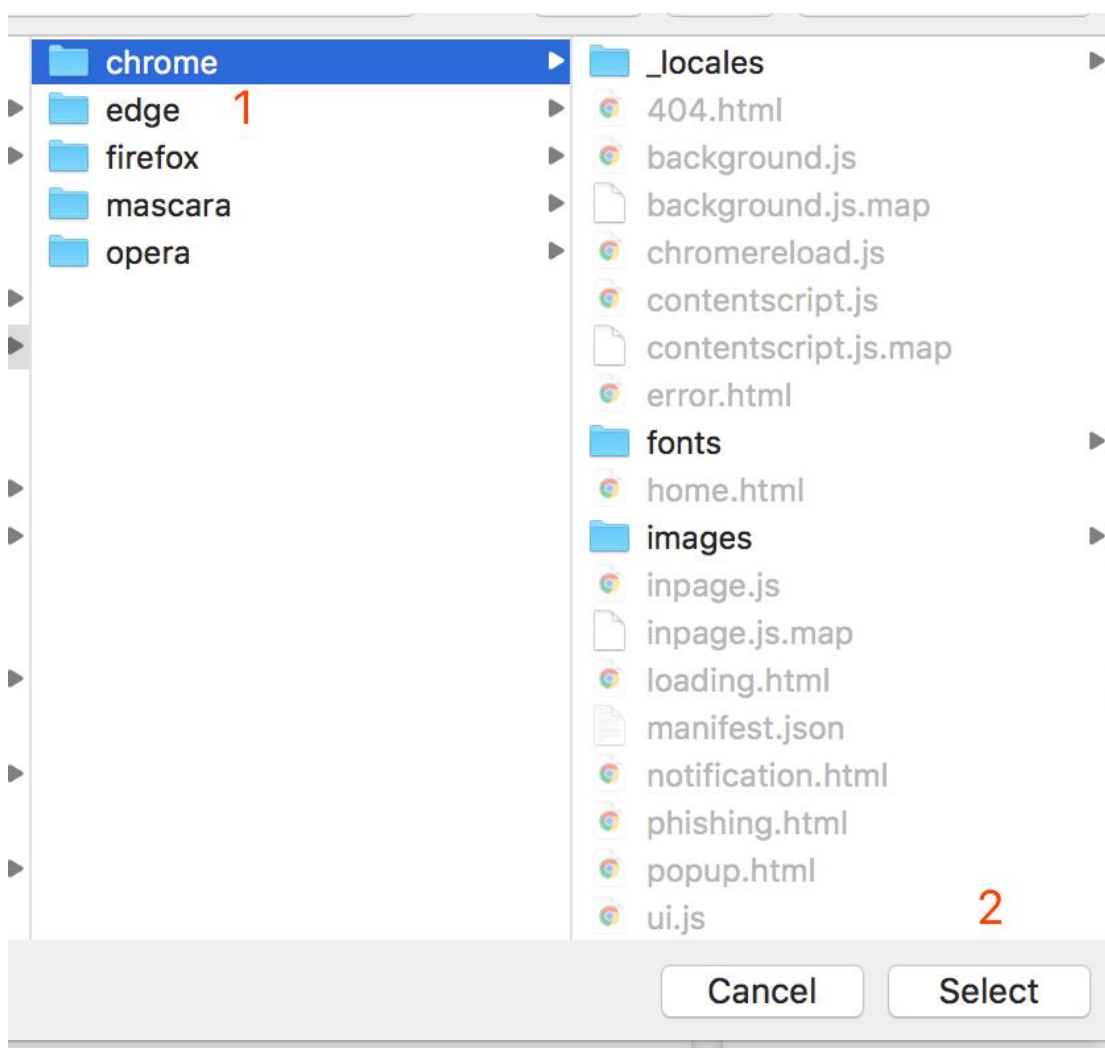 chrome
edge 1
firefox
mascara
opera
_locales
404.html
background.js
background.js.map
chromereload.js
contentscript.js
contentscript.js.map
error.html
fonts
home.html
images
inpage.js
inpage.js.map
loading.html
manifest.json
notification.html
phishing.html
popup.html
ui.js
2
Cancel Select